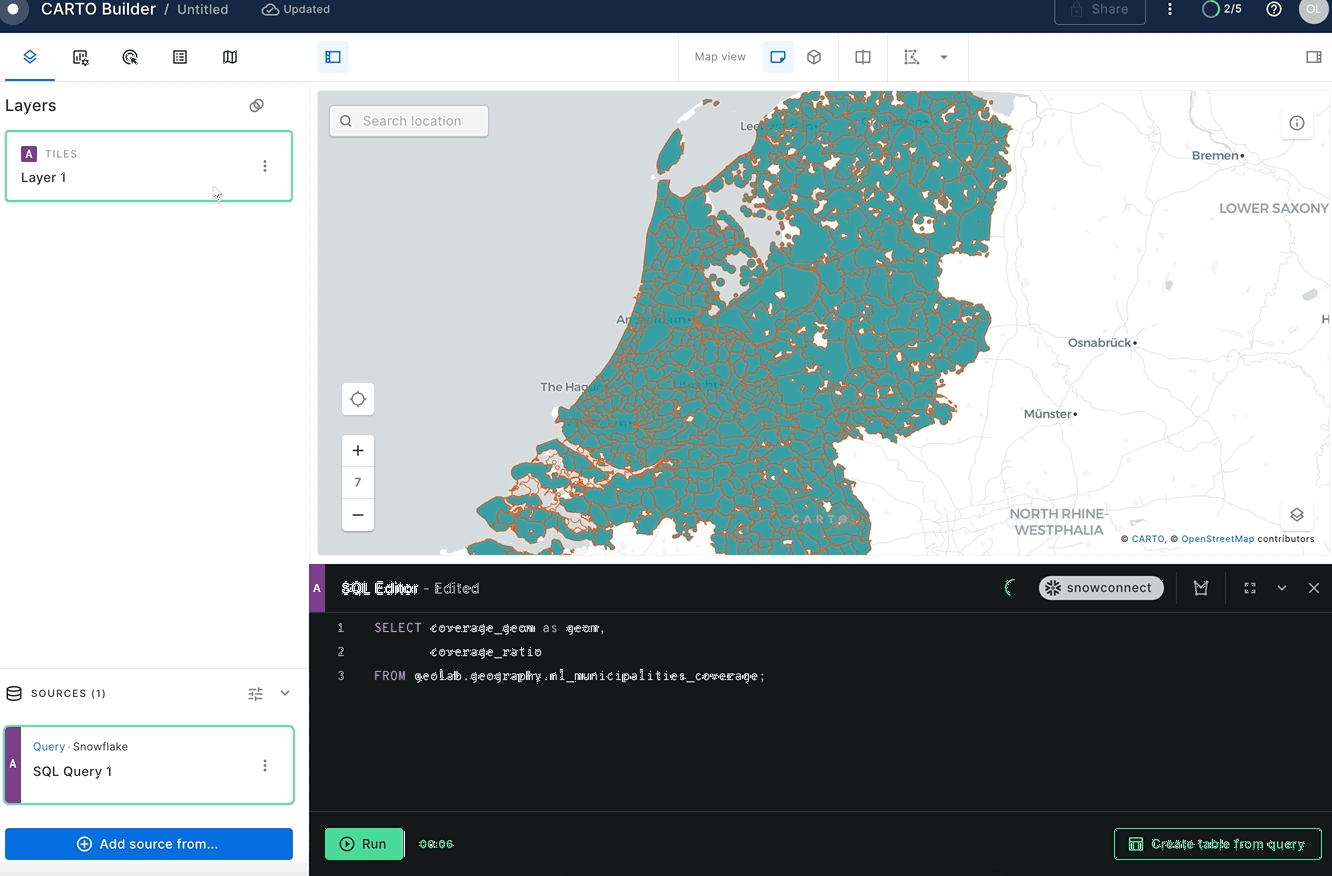 CARTO Builder / Untitled
Updated
Share
2/5
OL
Map view
Layers
A TILES
Layer 1
Search location
Bremen
LOWER SAXONY
Osnabrück
The Hague
Münster
NORTH RHINE-
WESTPHALIA
7
CARTO
© CARTO, © OpenStreetMap contributors
A
SQL Editor - Edited
snowconnect
1 SELECT coverage_geom as geom,
2 coverage_ratio
3 FROM geolab.geography.nl_municipalities_coverage;
SOURCES (1)
Query · Snowflake
A
SQL Query 1
Add source from...
Run
00:06
Create table from query